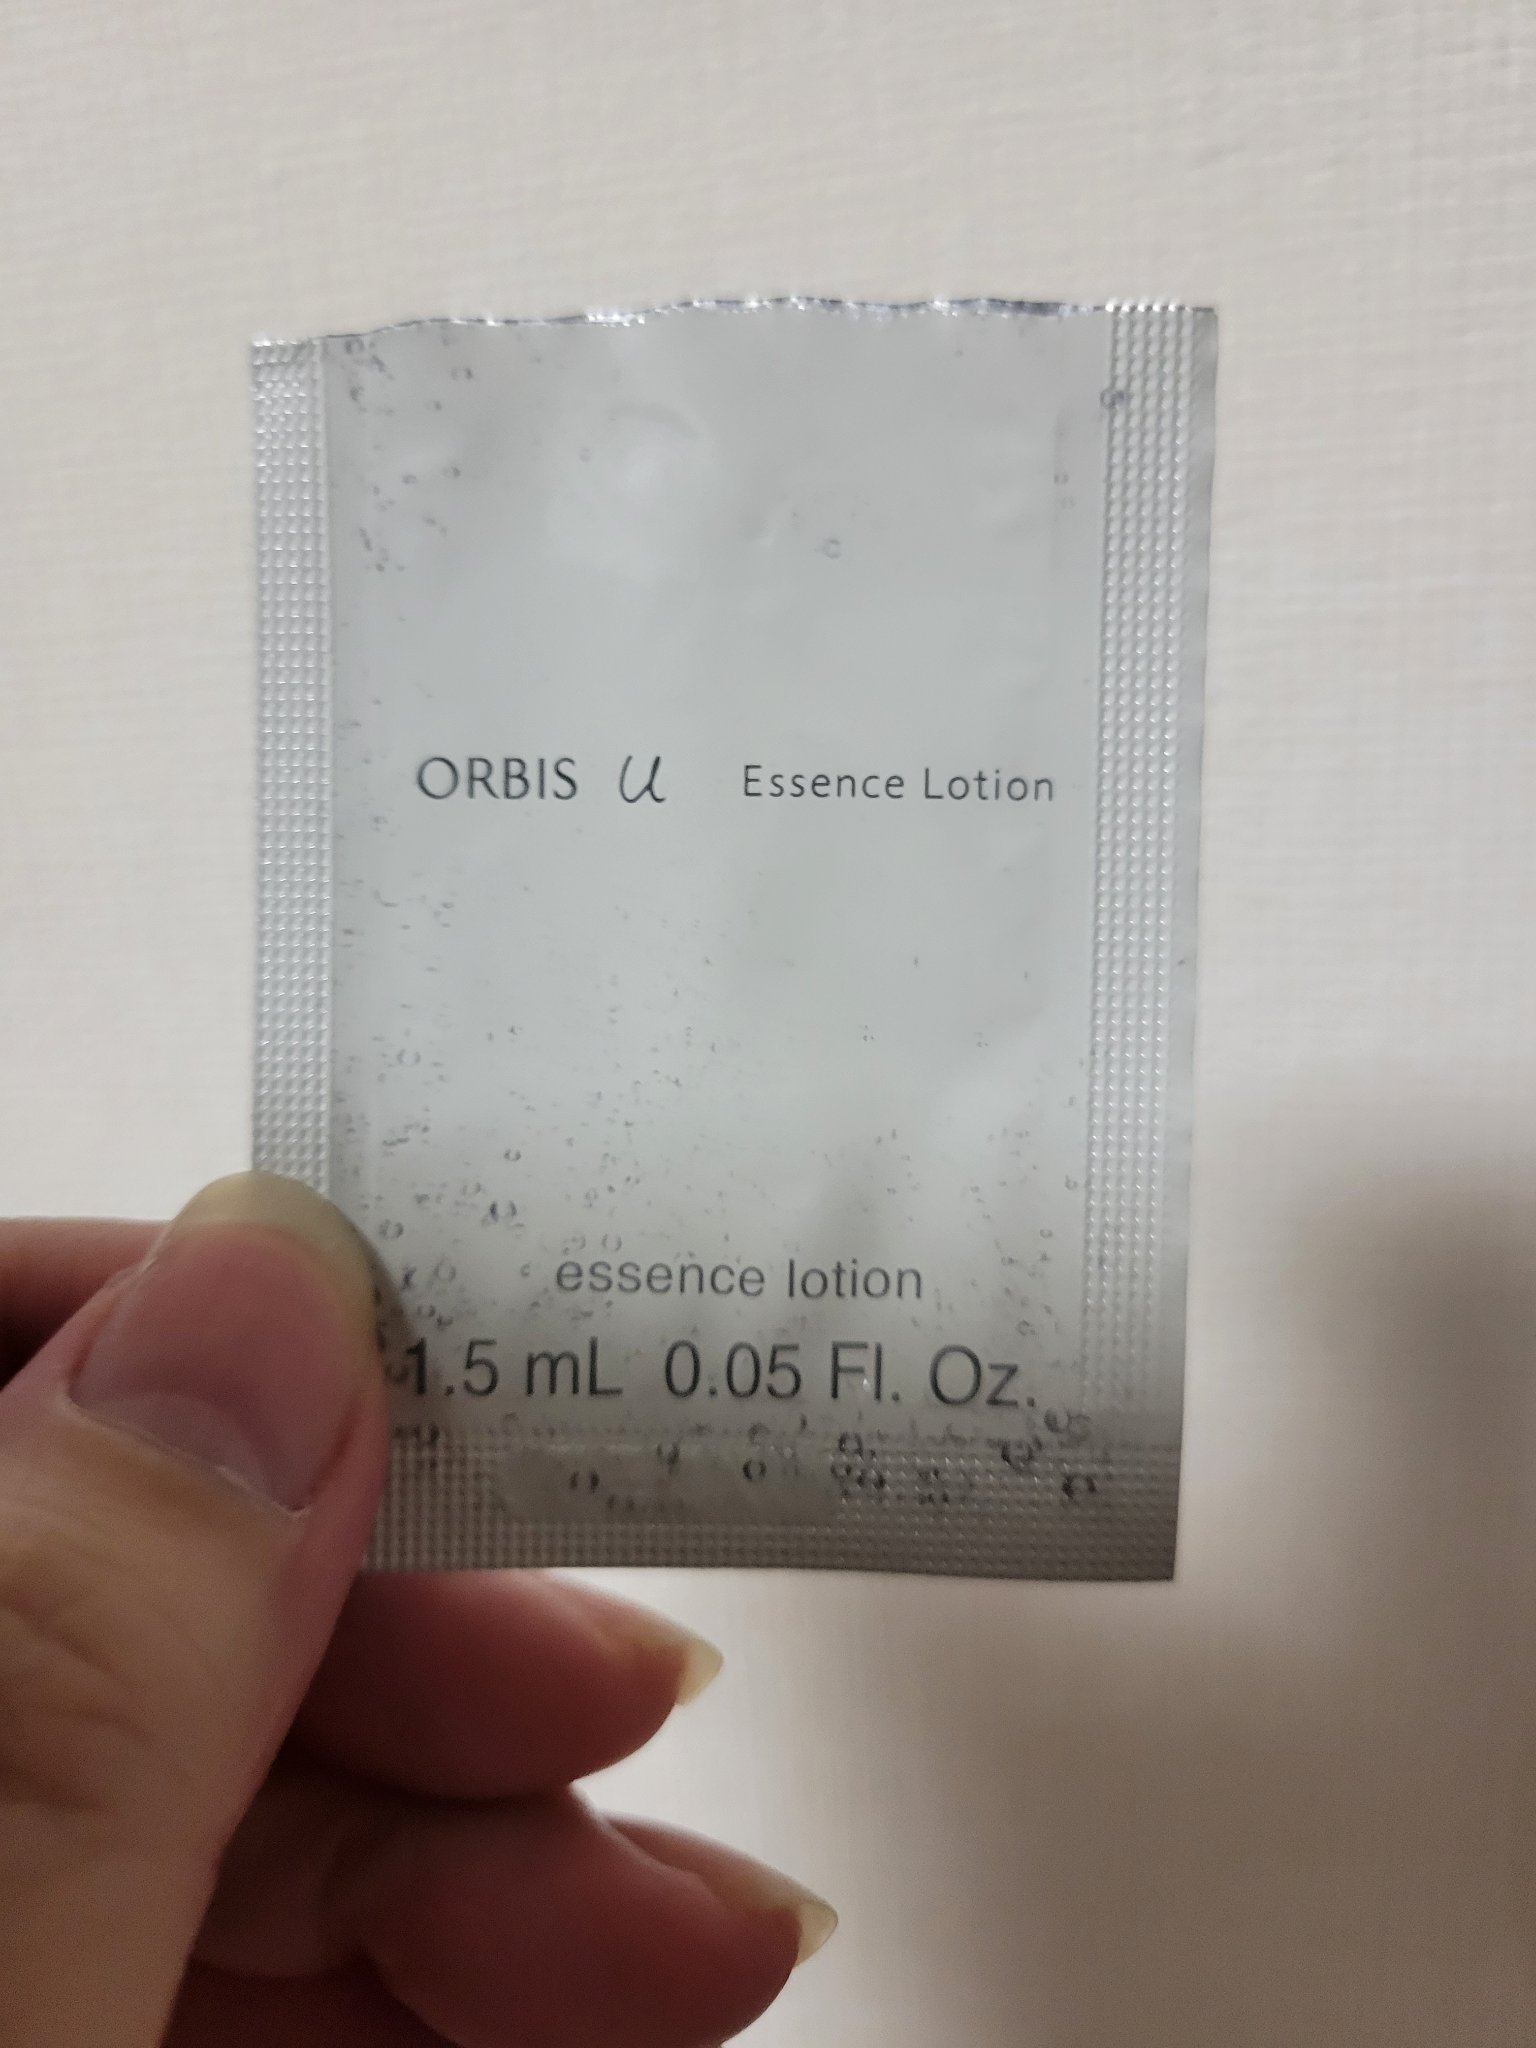 ORBIS u Essence Lotion
essence lotion
1.5 mL 0.05 Fl. Oz.